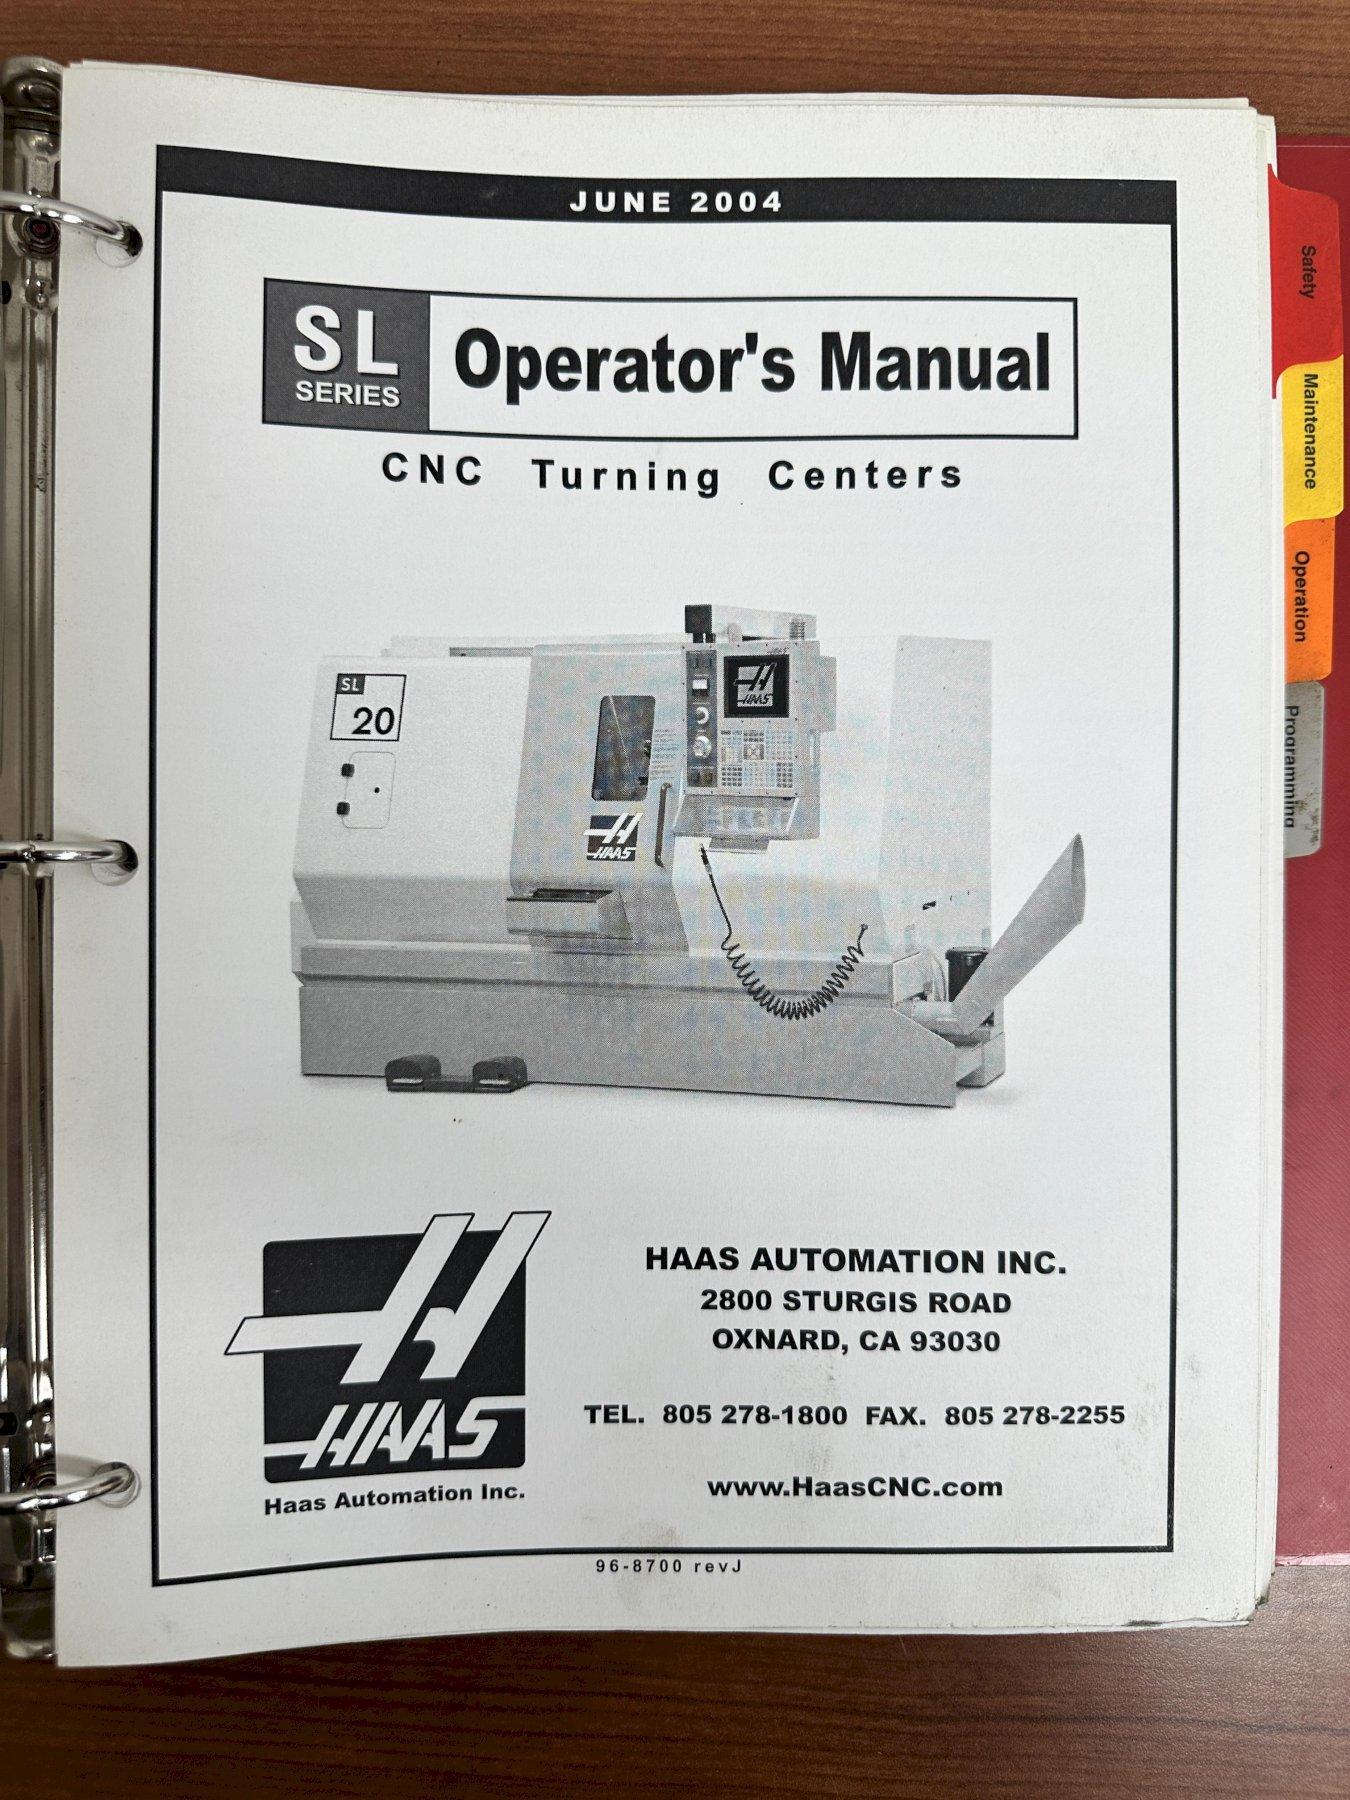 JUNE 2004
SL
SERIES
Operator's Manual
CNC Turning Centers
SL
20
HAAS
HAAS
HAAS
Haas Automation Inc.
HAAS AUTOMATION INC.
2800 STURGIS ROAD
OXNARD, CA 93030
TEL. 805 278-1800 FAX. 805 278-2255
www.HaasCNC.com
96-8700 revJ
Safety
Maintenance
Operation
Programming